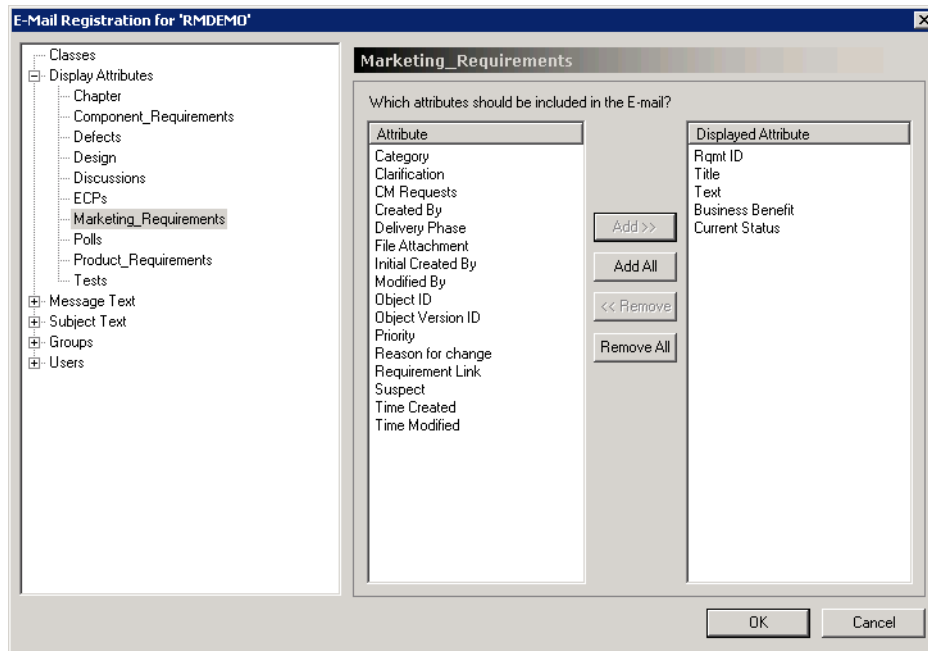 E-Mail Registration for 'RMDEMO'
Classes
Display Attributes
Chapter
Component_Requirements
Defects
Design
Discussions
ECPs
Marketing_Requirements
Polls
Product_Requirements
Tests
Message Text
Subject Text
Groups
Users
Marketing_Requirements
Which attributes should be included in the E-mail?
Attribute
Category
Clarification
CM Requests
Created By
Delivery Phase
File Attachment
Initial Created By
Modified By
Object ID
Object Version ID
Priority
Reason for change
Requirement Link
Suspect
Time Created
Time Modified
Add >>
Add All
<< Remove
Remove All
Displayed Attribute
Rqmt ID
Title
Text
Business Benefit
Current Status
OK
Cancel